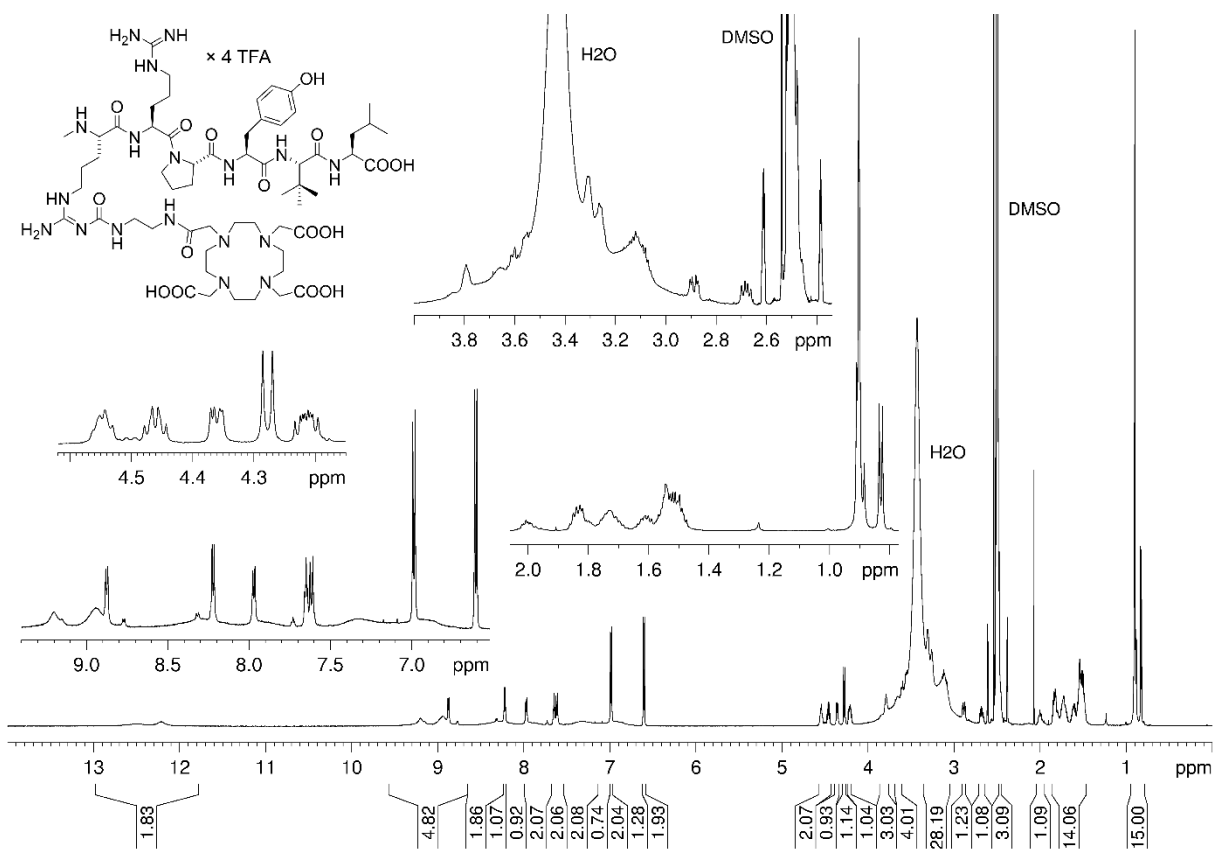 H2N
NH
HN
× 4 TFA
OH
H
N
O
O
O
H
N
O
H
N
N
H
N
N
H
O
O
N
H
COOH
HN
O
H2N
N
N
H
H
N
O
N
N
COOH
N
N
HOOC
COOH
H2O
DMSO
3.8
3.6
3.4
3.2
3.0
2.8
2.6
ppm
4.5
4.4
4.3
ppm
2.0
1.8
1.6
1.4
1.2
1.0
ppm
9.0
8.5
8.0
7.5
7.0
ppm
DMSO
H2O
13
12
11
10
9
8
7
6
5
4
3
2
1
ppm
1.83
4.82
1.86
1.07
0.92
2.07
2.06
2.08
0.74
2.04
1.28
1.93
2.07
0.93
1.14
1.04
3.03
4.01
28.19
1.23
1.08
3.09
1.09
14.06
15.00